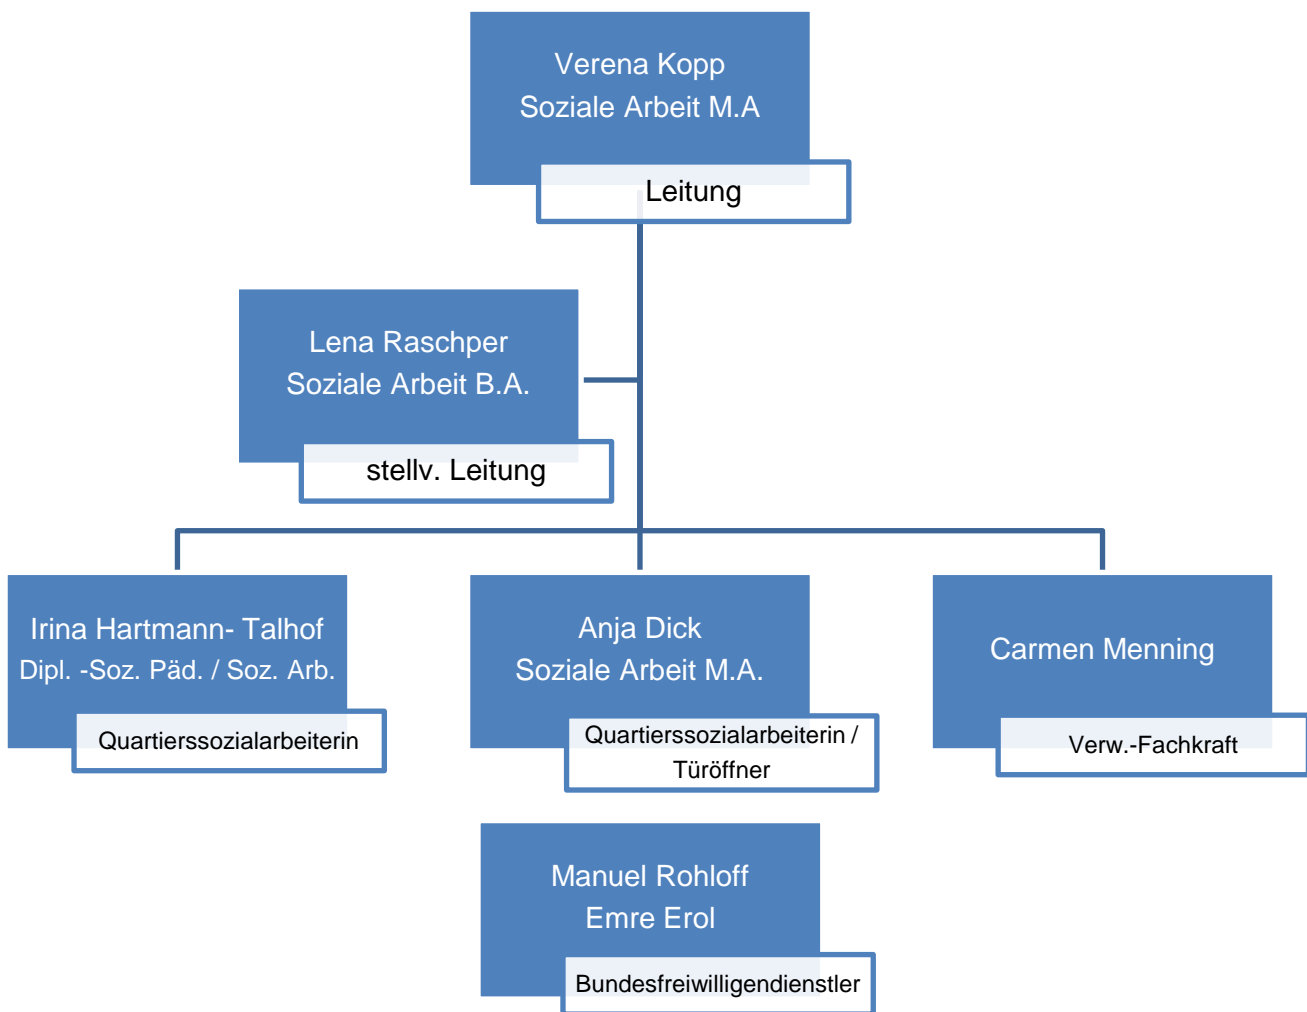 Verena Kopp
Soziale Arbeit M.A
Leitung
Lena Raschper
Soziale Arbeit B.A.
stellv. Leitung
Irina Hartmann- Talhof
Dipl. -Soz. Päd. / Soz. Arb.
Quartierssozialarbeiterin
Anja Dick
Soziale Arbeit M.A.
Quartierssozialarbeiterin /
Türöffner
Carmen Menning
Verw.-Fachkraft
Manuel Rohloff
Emre Erol
Bundesfreiwilligendienstler